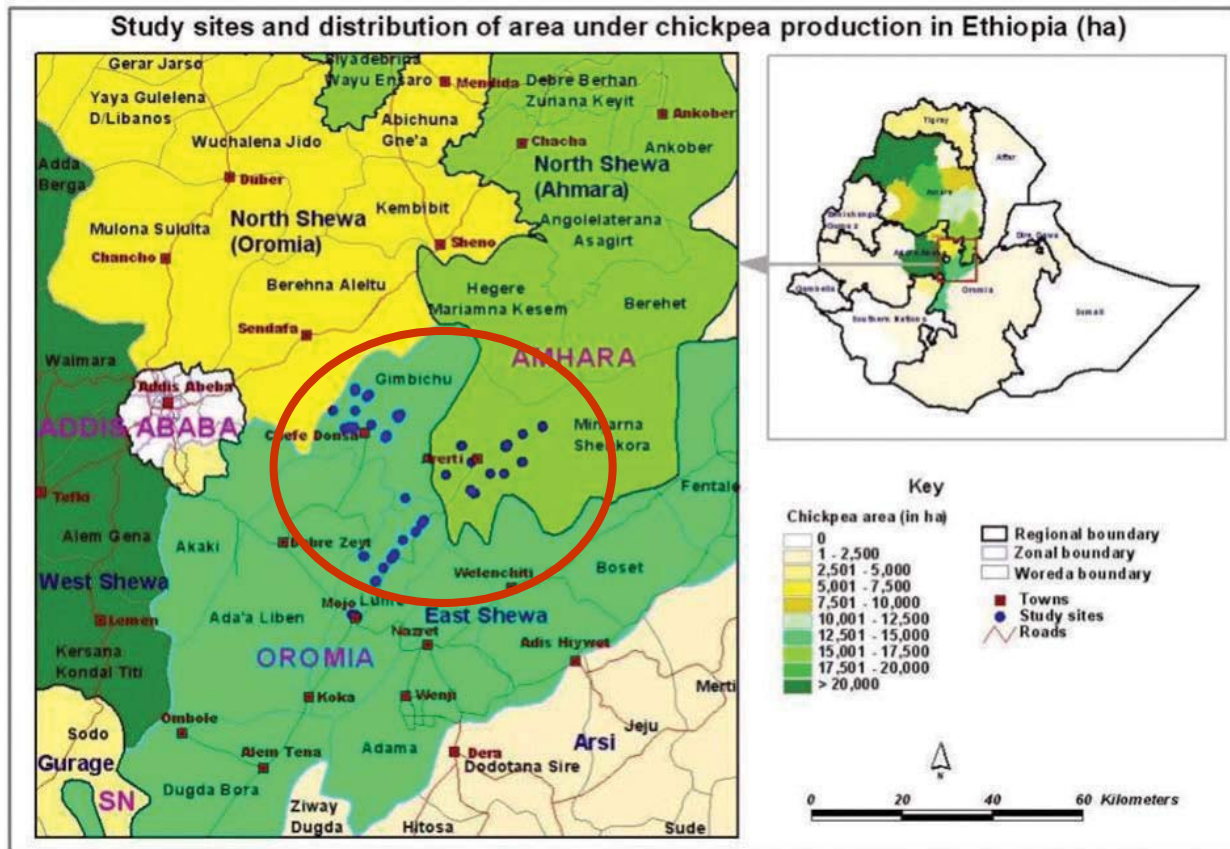 Study sites and distribution of area under chickpea production in Ethiopia (ha)
Gerar Jarso
Siyadebrina
Wayu Ensaro
Mendida
Debre Berhan
Zunana Keyit
Yaya Gulelena
D/Libanos
Abichuna
Gne'a
Ankober
Wuchalena Jido
Chacha
Ankober
Adda
Berga
Duber
North Shewa
(Ahmara)
North Shewa
(Oromia)
Kembibit
Mulona Sululta
Angolelaterana
Asagirt
Chancho
Sheno
Berehna Aleltu
Hegere
Mariamna Kesem
Berehet
Sendafa
Walmara
AMHARA
Gimbichu
Addis Abeba
ADDIS ABABA
Chefe Donsa
Minjarna
Shenkora
Arerti
Tefki
Fentale
Alem Gena
Akaki
Debre Zeyt
Boset
West Shewa
Welenchiti
Ada'a Liben
Mojo
Lume
East Shewa
Lemen
Nazret
Adis Hiywet
Kersana
Kondal Titi
OROMIA
Merti
Koka
Wenji
Ombole
Jeju
Sodo
Arsi
Gurage
Alem Tena
Adama
Dera
Dodotana Sire
SN
Dugda Bora
Ziway
Dugda
Hitosa
Sude
Tigray
Affar
Dire Dawa
Oromia
Somali
Gambella
Southern Nations
Key
Chickpea area (in ha)
0
1 - 2,500
2,501 - 5,000
5,001 - 7,500
7,501 - 10,000
10,001 - 12,500
12,501 - 15,000
15,001 - 17,500
17,501 - 20,000
> 20,000
Regional boundary
Zonal boundary
Woreda boundary
Towns
Study sites
Roads
N
0 20 40 60 Kilometers